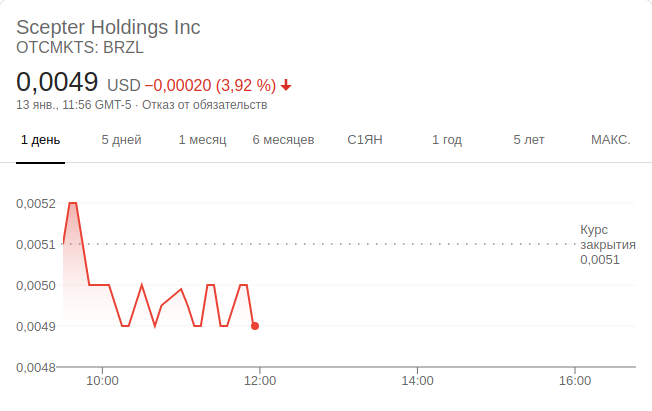 Scepter Holdings Inc
OTCMKTS: BRZL
0,0049 USD −0,00020 (3,92 %)
13 янв., 11:56 GMT-5 · Отказ от обязательств
1 день 5 дней 1 месяц 6 месяцев С1ЯН 1 год 5 лет МАКС.
0,0052
0,0051
Курс
закрытия
0,0051
0,0050
0,0049
0,0048
10:00 12:00 14:00 16:00